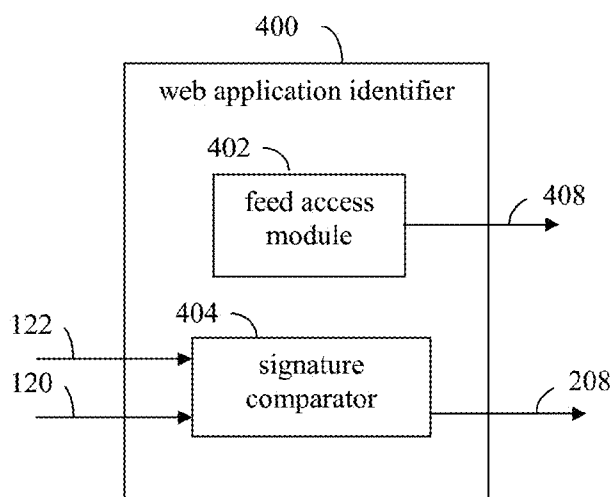 400
web application identifier
402
feed access
module
408
122
404
signature
comparator
120
208